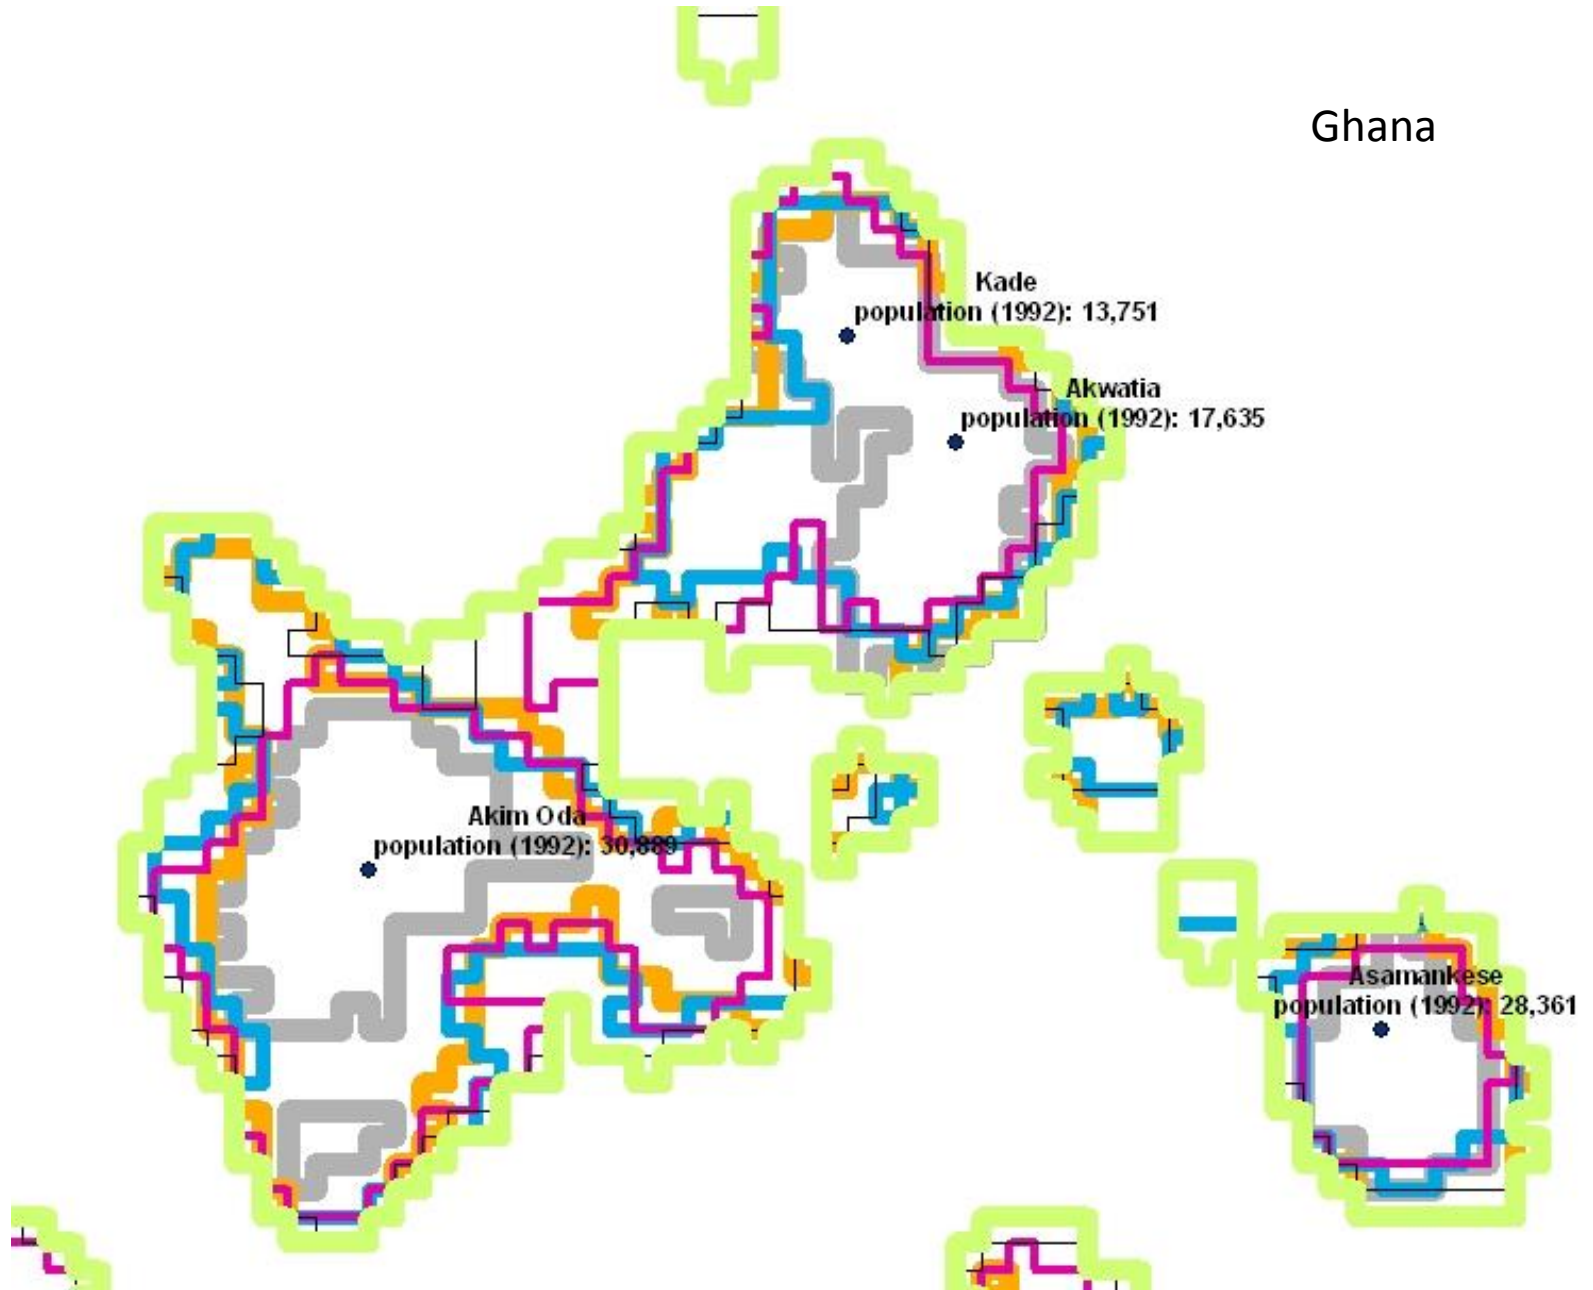 Ghana
Kade
population (1992): 13,751
Akwatia
population (1992): 17,635
Akim Oda
population (1992): 30,889
Asamankese
population (1992): 28,361